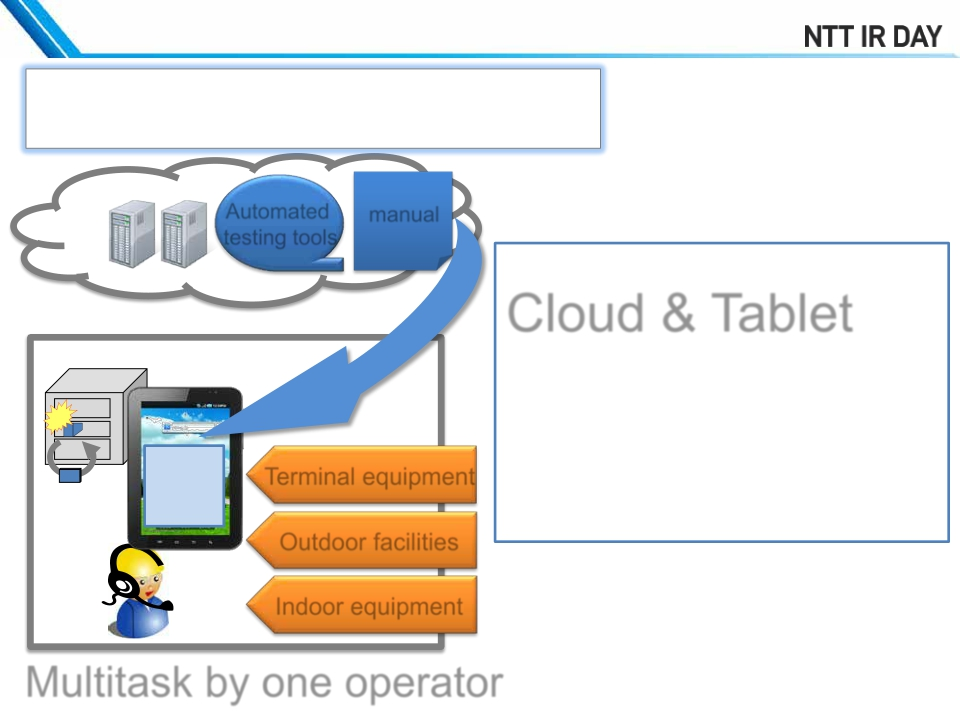 NTT IR DAY
Automated
testing tools
manual
Cloud & Tablet
Terminal equipment
Outdoor facilities
Indoor equipment
Multitask by one operator